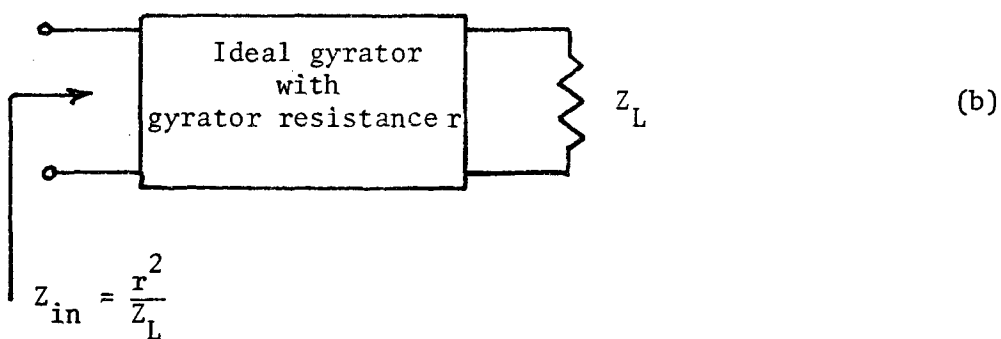 Ideal gyrator
with
gyrator resistance r
Z_L
(b)
Z_in = r^2/Z_L